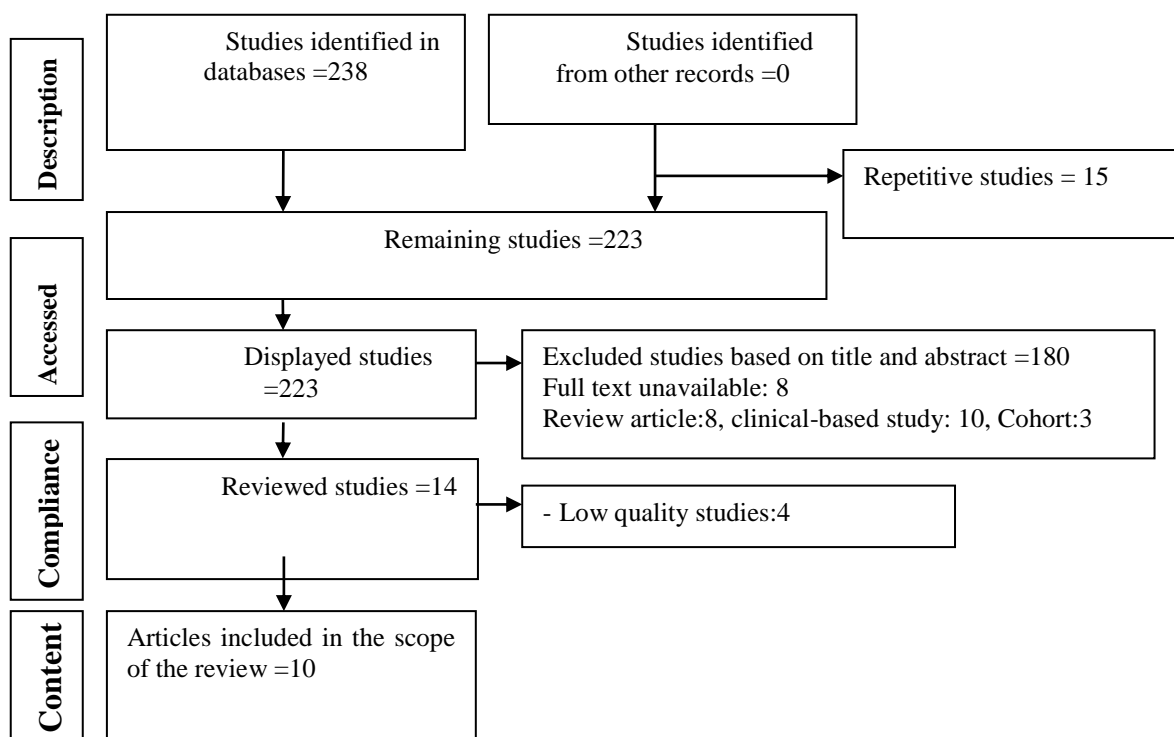 Studies identified in
databases =238
Studies identified
from other records =0
Description
Repetitive studies = 15
Remaining studies =223
Accessed
Displayed studies
=223
Excluded studies based on title and abstract =180
Full text unavailable: 8
Review article:8, clinical-based study: 10, Cohort:3
Compliance
Reviewed studies =14
- Low quality studies:4
Content
Articles included in the scope
of the review =10